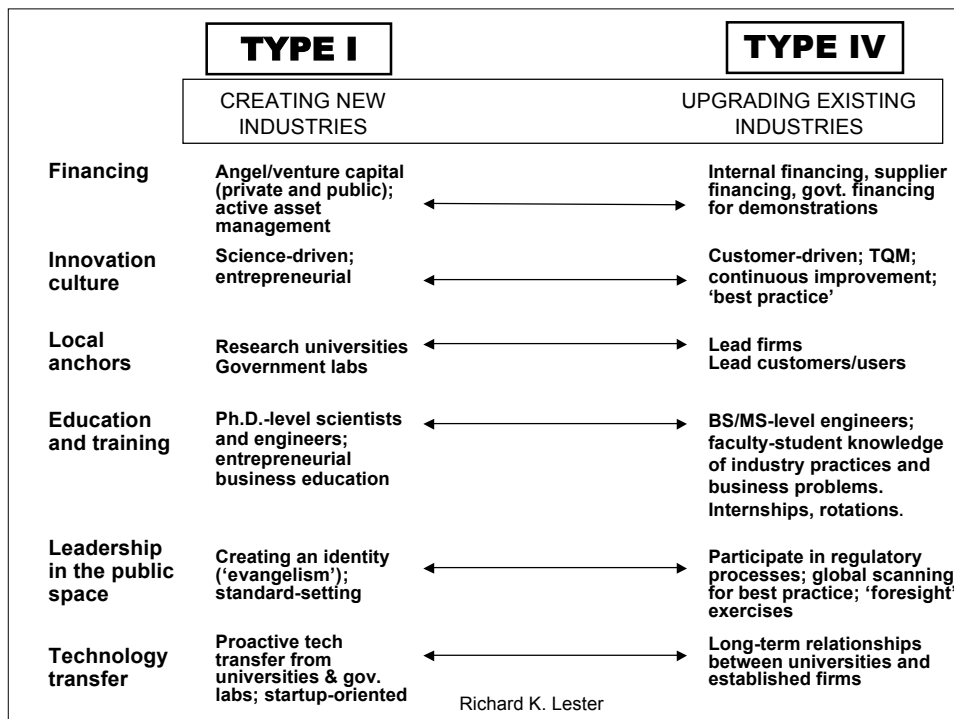 TYPE I
TYPE IV
CREATING NEW
INDUSTRIES
UPGRADING EXISTING
INDUSTRIES
Financing
Angel/venture capital
(private and public);
active asset
management
Internal financing, supplier
financing, govt. financing
for demonstrations
Innovation
culture
Science-driven;
entrepreneurial
Customer-driven; TQM;
continuous improvement;
‘best practice’
Local
anchors
Research universities
Government labs
Lead firms
Lead customers/users
Education
and training
Ph.D.-level scientists
and engineers;
entrepreneurial
business education
BS/MS-level engineers;
faculty-student knowledge
of industry practices and
business problems.
Internships, rotations.
Leadership
in the public
space
Creating an identity
(‘evangelism’);
standard-setting
Participate in regulatory
processes; global scanning
for best practice; ‘foresight’
exercises
Technology
transfer
Proactive tech
transfer from
universities & gov.
labs; startup-oriented
Long-term relationships
between universities and
established firms
Richard K. Lester